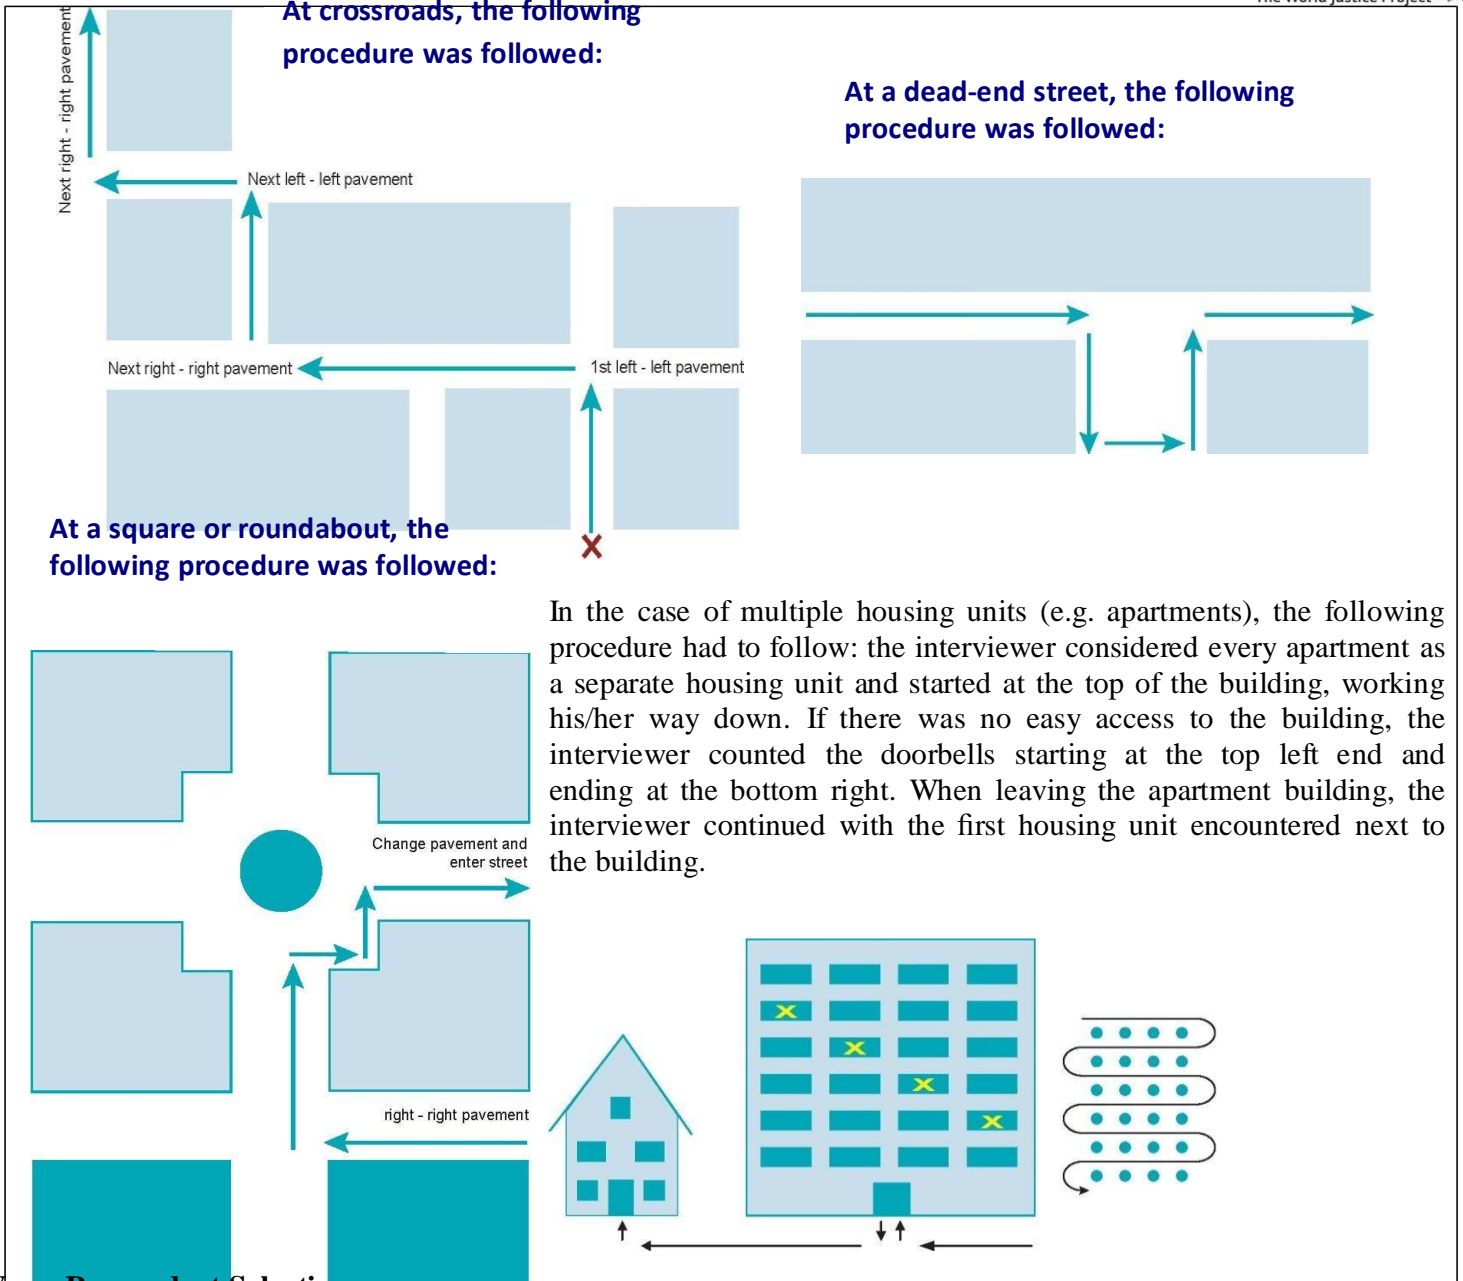 The World Justice Project
At crossroads, the following
procedure was followed:
Next right - right pavement
Next left - left pavement
Next right - right pavement
1st left - left pavement
At a dead-end street, the following
procedure was followed:
At a square or roundabout, the
following procedure was followed:
Change pavement and
enter street
right - right pavement
In the case of multiple housing units (e.g. apartments), the following
procedure had to follow: the interviewer considered every apartment as
a separate housing unit and started at the top of the building, working
his/her way down. If there was no easy access to the building, the
interviewer counted the doorbells starting at the top left end and
ending at the bottom right. When leaving the apartment building, the
interviewer continued with the first housing unit encountered next to
the building.